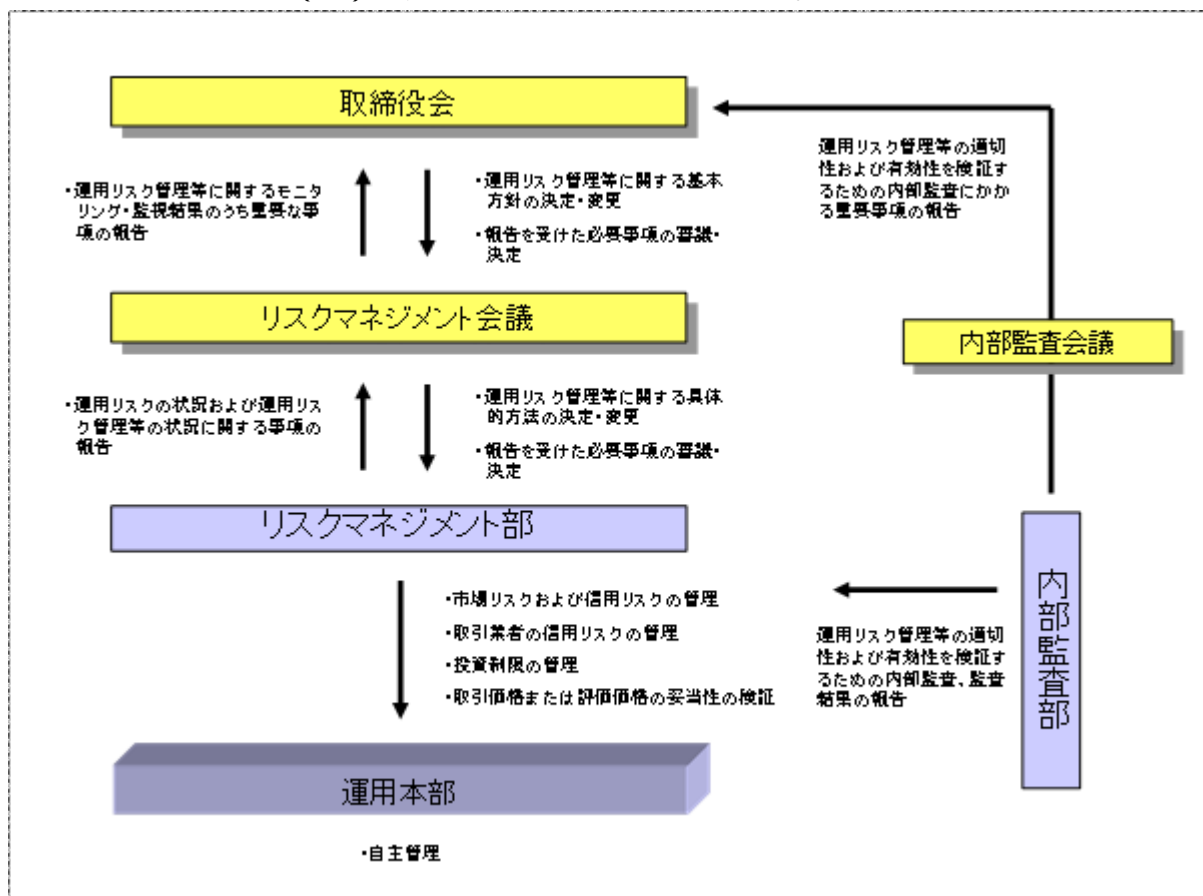 取締役会
・運用リスク管理等に関するモニ
タリング・監視結果のうち重要な事
項の報告
・運用リスク管理等に関する基本
方針の決定・変更
・報告を受けた必要事項の審議・
決定
運用リスク管理等の適切
性および有効性を検証す
るための内部監査にかか
る重要事項の報告
リスクマネジメント会議
内部監査会議
・運用リスクの状況および運用リス
ク管理等の状況に関する事項の
報告
・運用リスク管理等に関する具体
的方法の決定・変更
・報告を受けた必要事項の審議・
決定
リスクマネジメント部
・市場リスクおよび信用リスクの管理
・取引業者の信用リスクの管理
・投資制限の管理
・取引価格または評価価格の妥当性の検証
運用リスク管理等の適切
性および有効性を検証す
るための内部監査、監査
結果の報告
内部監査部
運用本部
・自主管理